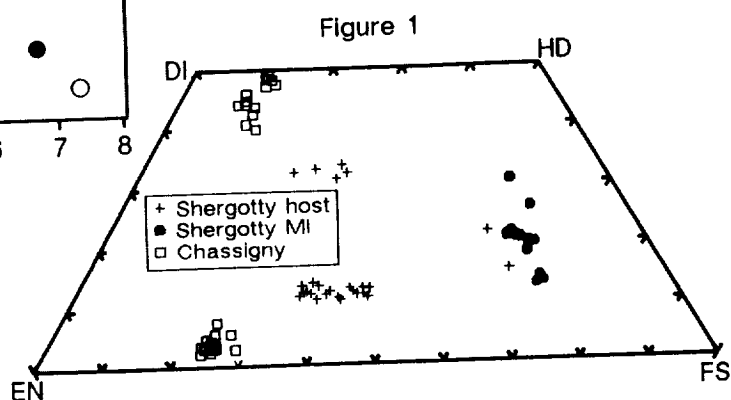 Figure 1
DI
HD
7
8
+ Shergotty host
● Shergotty MI
□ Chassigny
EN
FS